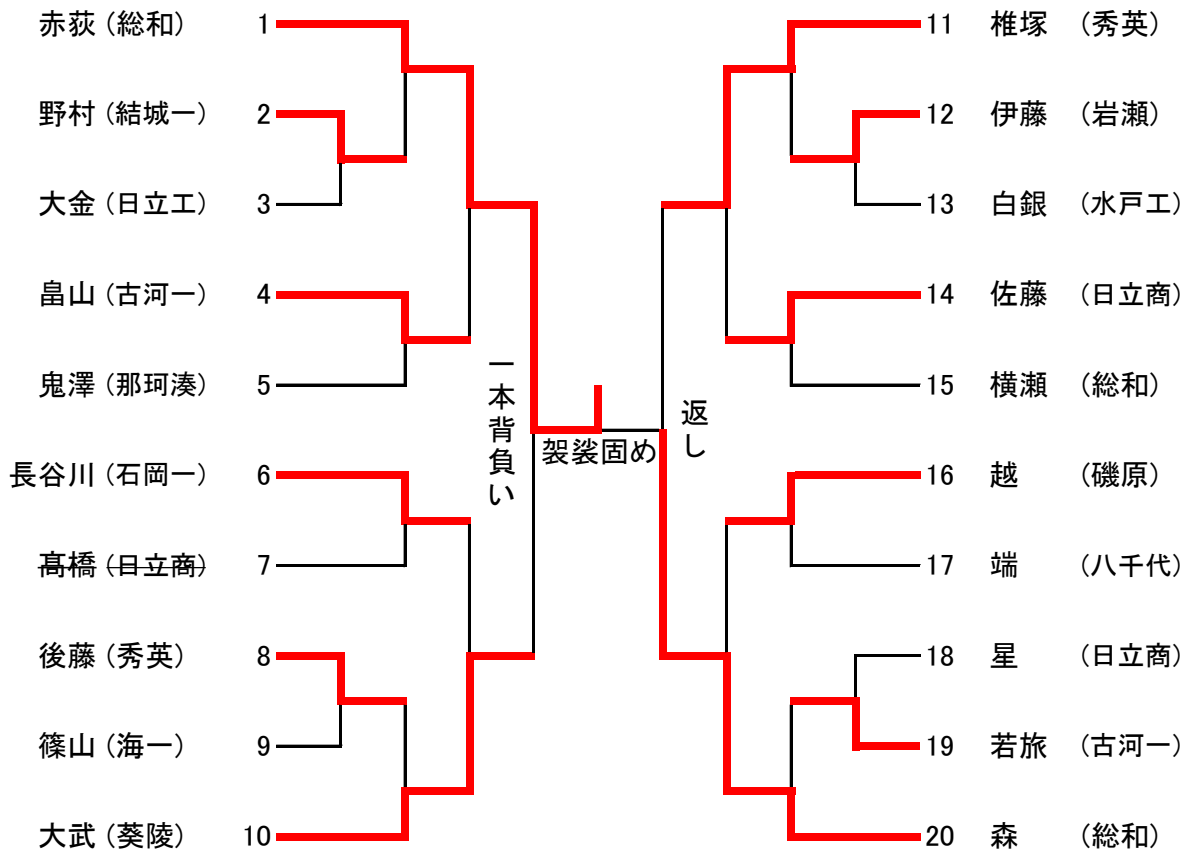 赤荻（総和） 1
野村（結城一） 2
大金（日立工） 3
畠山（古河一） 4
鬼澤（那珂湊） 5
長谷川（石岡一） 6
髙橋（日立商） 7
後藤（秀英） 8
篠山（海一） 9
大武（葵陵） 10
一本背負い
袈裟固め
返し
11 椎塚 （秀英）
12 伊藤 （岩瀬）
13 白銀 （水戸工）
14 佐藤 （日立商）
15 横瀬 （総和）
16 越 （磯原）
17 端 （八千代）
18 星 （日立商）
19 若旅 （古河一）
20 森 （総和）